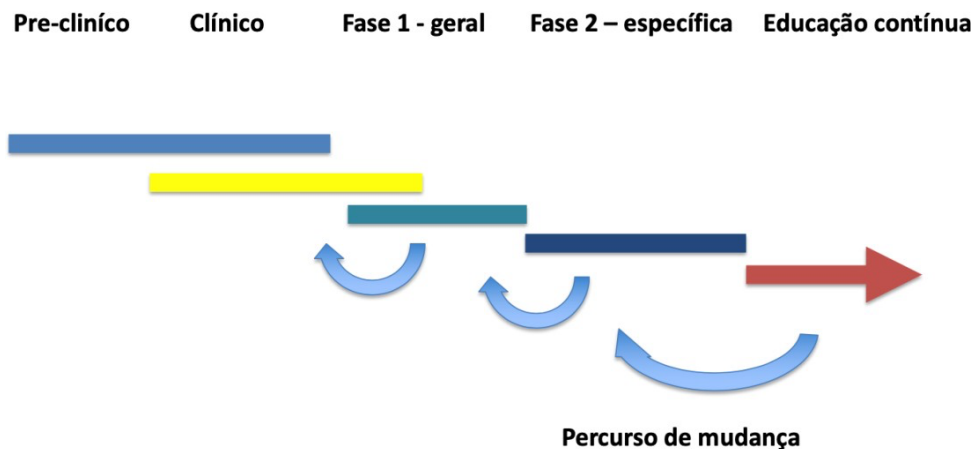 Pre-cliníco Clínico Fase 1 - geral Fase 2 – específica Educação contínua
Percurso de mudança